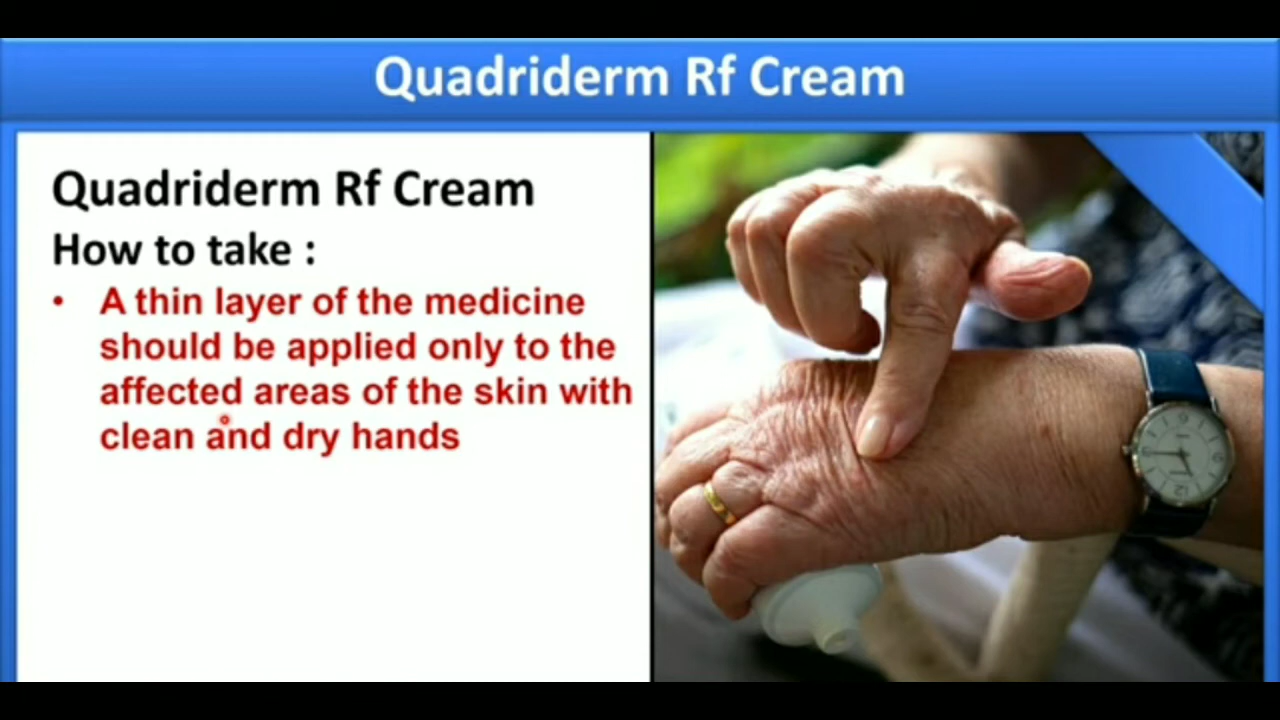 Quadriderm Rf Cream
Quadriderm Rf Cream
How to take :
• A thin layer of the medicine
should be applied only to the
affected areas of the skin with
clean and dry hands